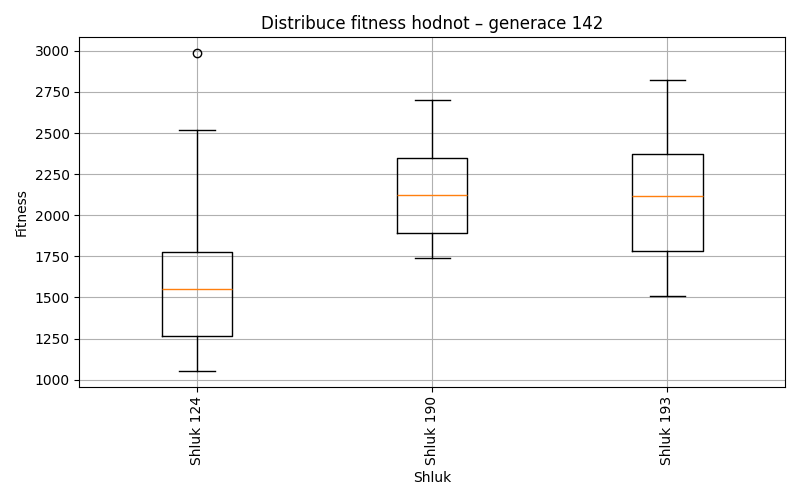 Distribuce fitness hodnot – generace 142
3000
2750
2500
2250
2000
1750
1500
1250
1000
Fitness
Shluk 124
Shluk 190
Shluk 193
Shluk